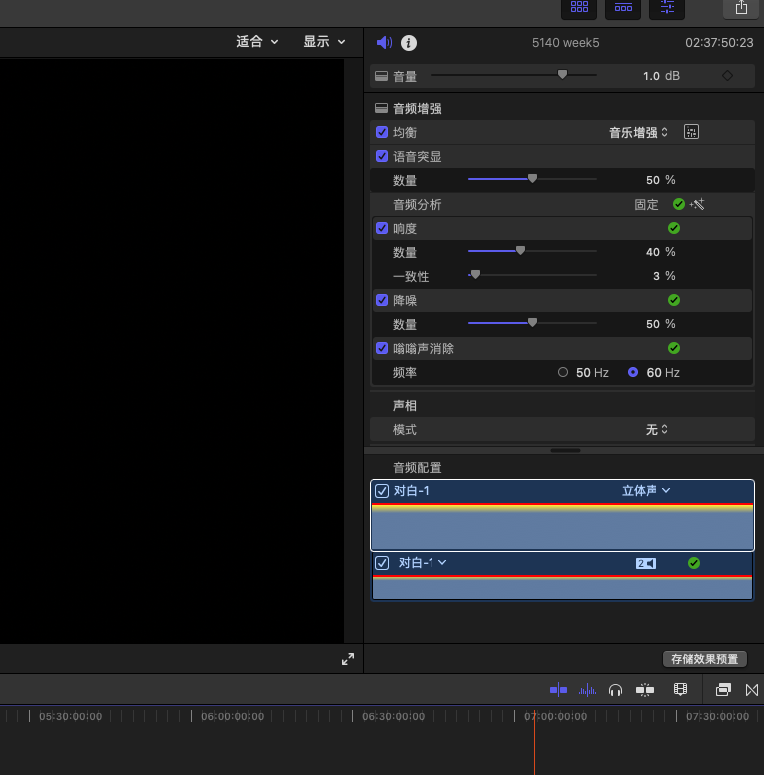 适合 显示 5140 week5 02:37:50:23
音量 1.0 dB
音频增强
均衡 音乐增强
语音突显
数量 50 %
音频分析 固定
响度
数量 40 %
一致性 3 %
降噪
数量 50 %
嗡嗡声消除
频率 50 Hz 60 Hz
声相
模式 无
音频配置
对白-1 立体声
对白-1 2
存储效果预置
05:30:00:00 06:00:00:00 06:30:00:00 07:00:00:00 07:30:00:00